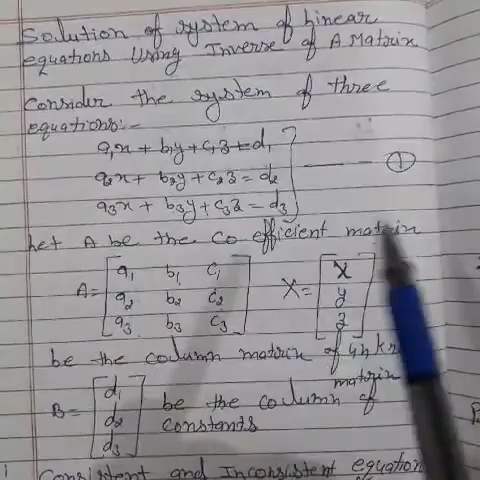 Solution of system of Linear
equations Using Inverse of A Matrix
Consider the system of three
equations:-
a₁x + b₁y + c₁z = d₁
a₂x + b₂y + c₂z = d₂ ①
a₃x + b₃y + c₃z = d₃
Let A be the Co efficient matrix
A = [a₁ b₁ c₁ X = [x
a₂ b₂ c₂ y
a₃ b₃ c₃] z]
be the column matrix of
matrix
B = [d₁ be the column of
d₂ constants
d₃]
Consistent and Inconsistent equation